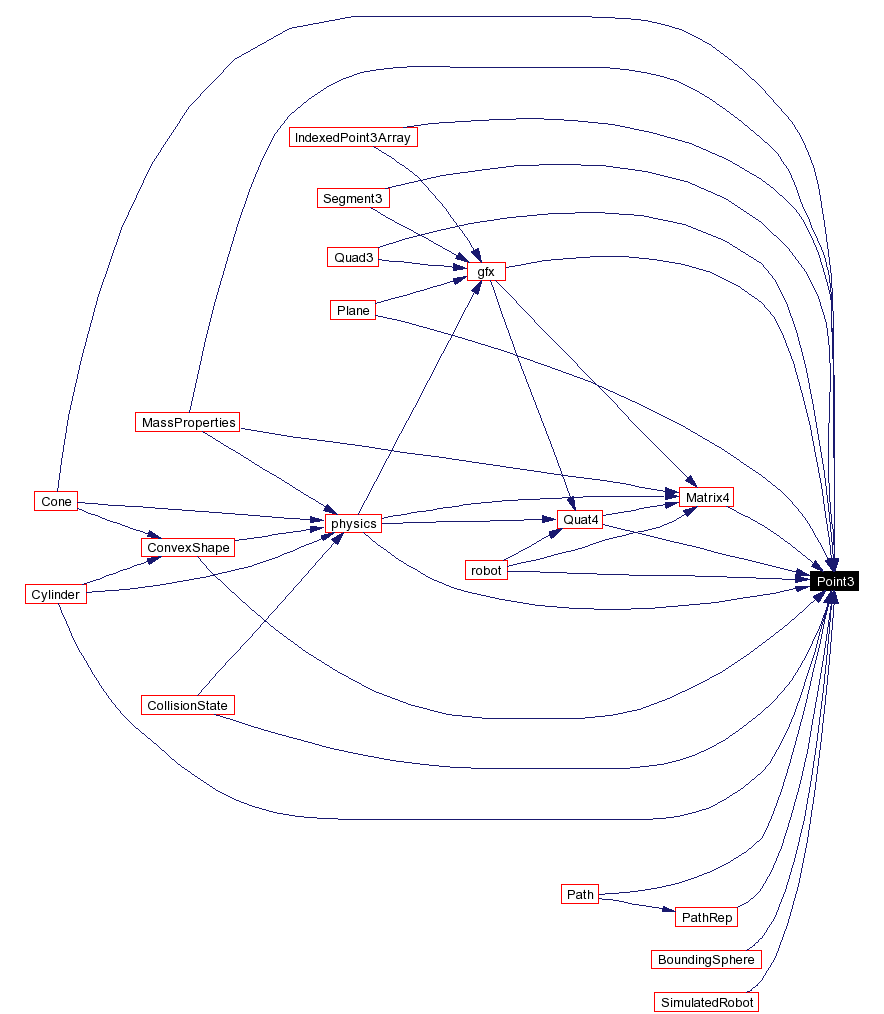 IndexedPoint3Array
Segment3
Quad3
gfx
Plane
MassProperties
Cone
Matrix4
physics
Quat4
ConvexShape
robot
Point3
Cylinder
CollisionState
Path
PathRep
BoundingSphere
SimulatedRobot